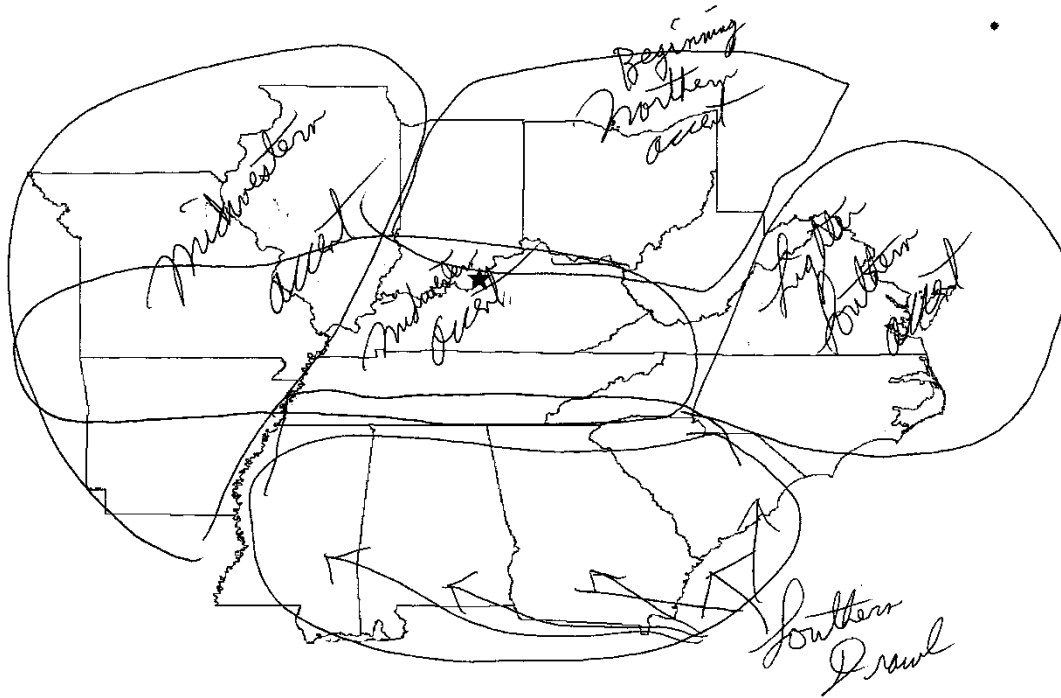 Beginning
Northern
accent
Midwestern
accent
Midwestern
accent
Lighter
Southern
accent
Southern
Drawl